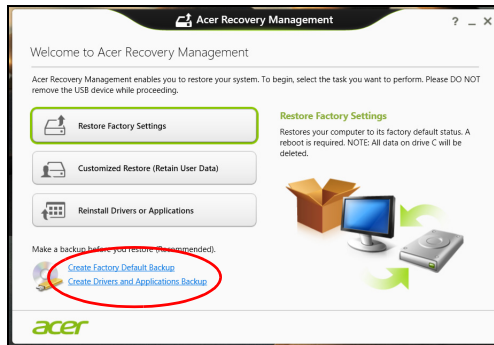 Acer Recovery Management
? _ X
Welcome to Acer Recovery Management
Acer Recovery Management enables you to restore your system. To begin, select the task you want to perform. Please DO NOT
remove the USB device while proceeding.
Restore Factory Settings
Customized Restore (Retain User Data)
Reinstall Drivers or Applications
Restore Factory Settings
Restores your computer to its factory default status. A
reboot is required. NOTE: All data on drive C will be
deleted.
Make a backup before you restore (Recommended).
Create Factory Default Backup
Create Drivers and Applications Backup
acer